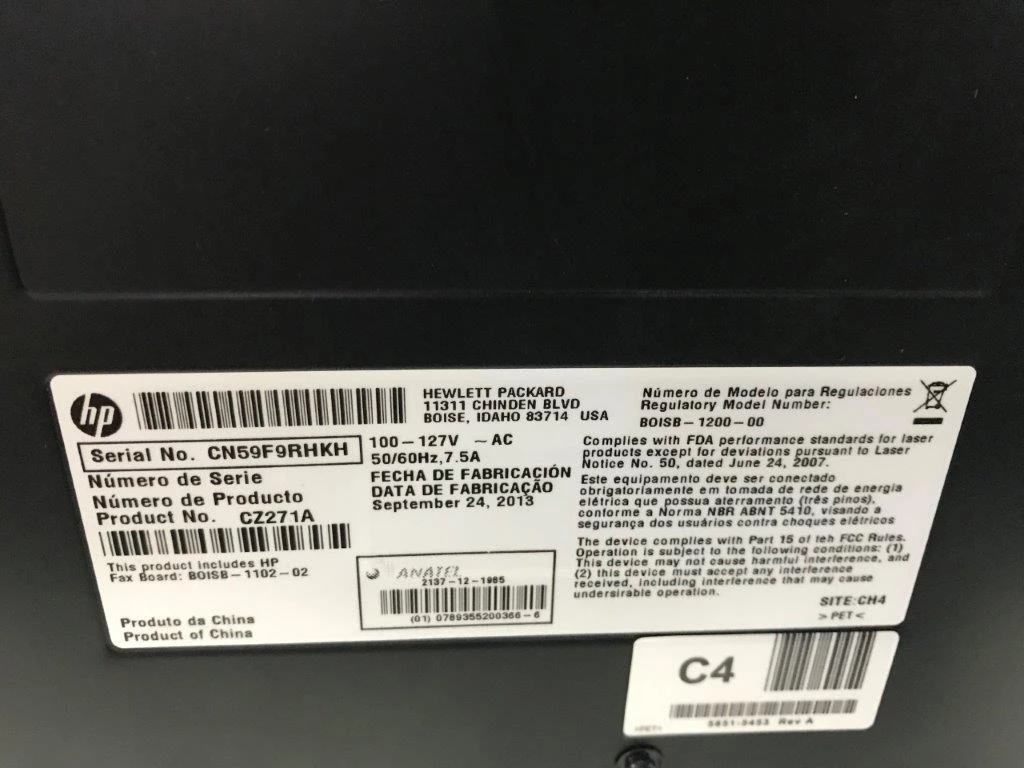 hp
HEWLETT PACKARD
11311 CHINDEN BLVD
BOISE, IDAHO 83714 USA
Número de Modelo para Regulaciones
Regulatory Model Number:
BOISB-1200-00
Serial No. CN59F9RHKH
Número de Serie
Número de Producto
Product No. CZ271A
This product includes HP
Fax Board: BOISB-1102-02
Produto da China
Product of China
100-127V ~AC
50/60Hz,7.5A
FECHA DE FABRICACIÓN
DATA DE FABRICAÇÃO
September 24, 2013
ANATEL
2137-12-1985
(01) 0789355200366-6
Complies with FDA performance standards for laser
products except for deviations pursuant to Laser
Notice No. 50, dated June 24, 2007.
Este equipamento deve ser conectado
obrigatoriamente em tomada de rede de energia
elétrica que possua aterramento (três pinos),
conforme a Norma NBR ABNT 5410, visando a
segurança dos usuários contra choques elétricos
The device complies with Part 15 of teh FCC Rules.
Operation is subject to the following conditions: (1)
This device may not cause harmful interference, and
(2) this device must accept any interference
received, including interference that may cause
undersirable operation.
SITE:CH4
>PET<
C4
5851-5453 Rev A
>PET<